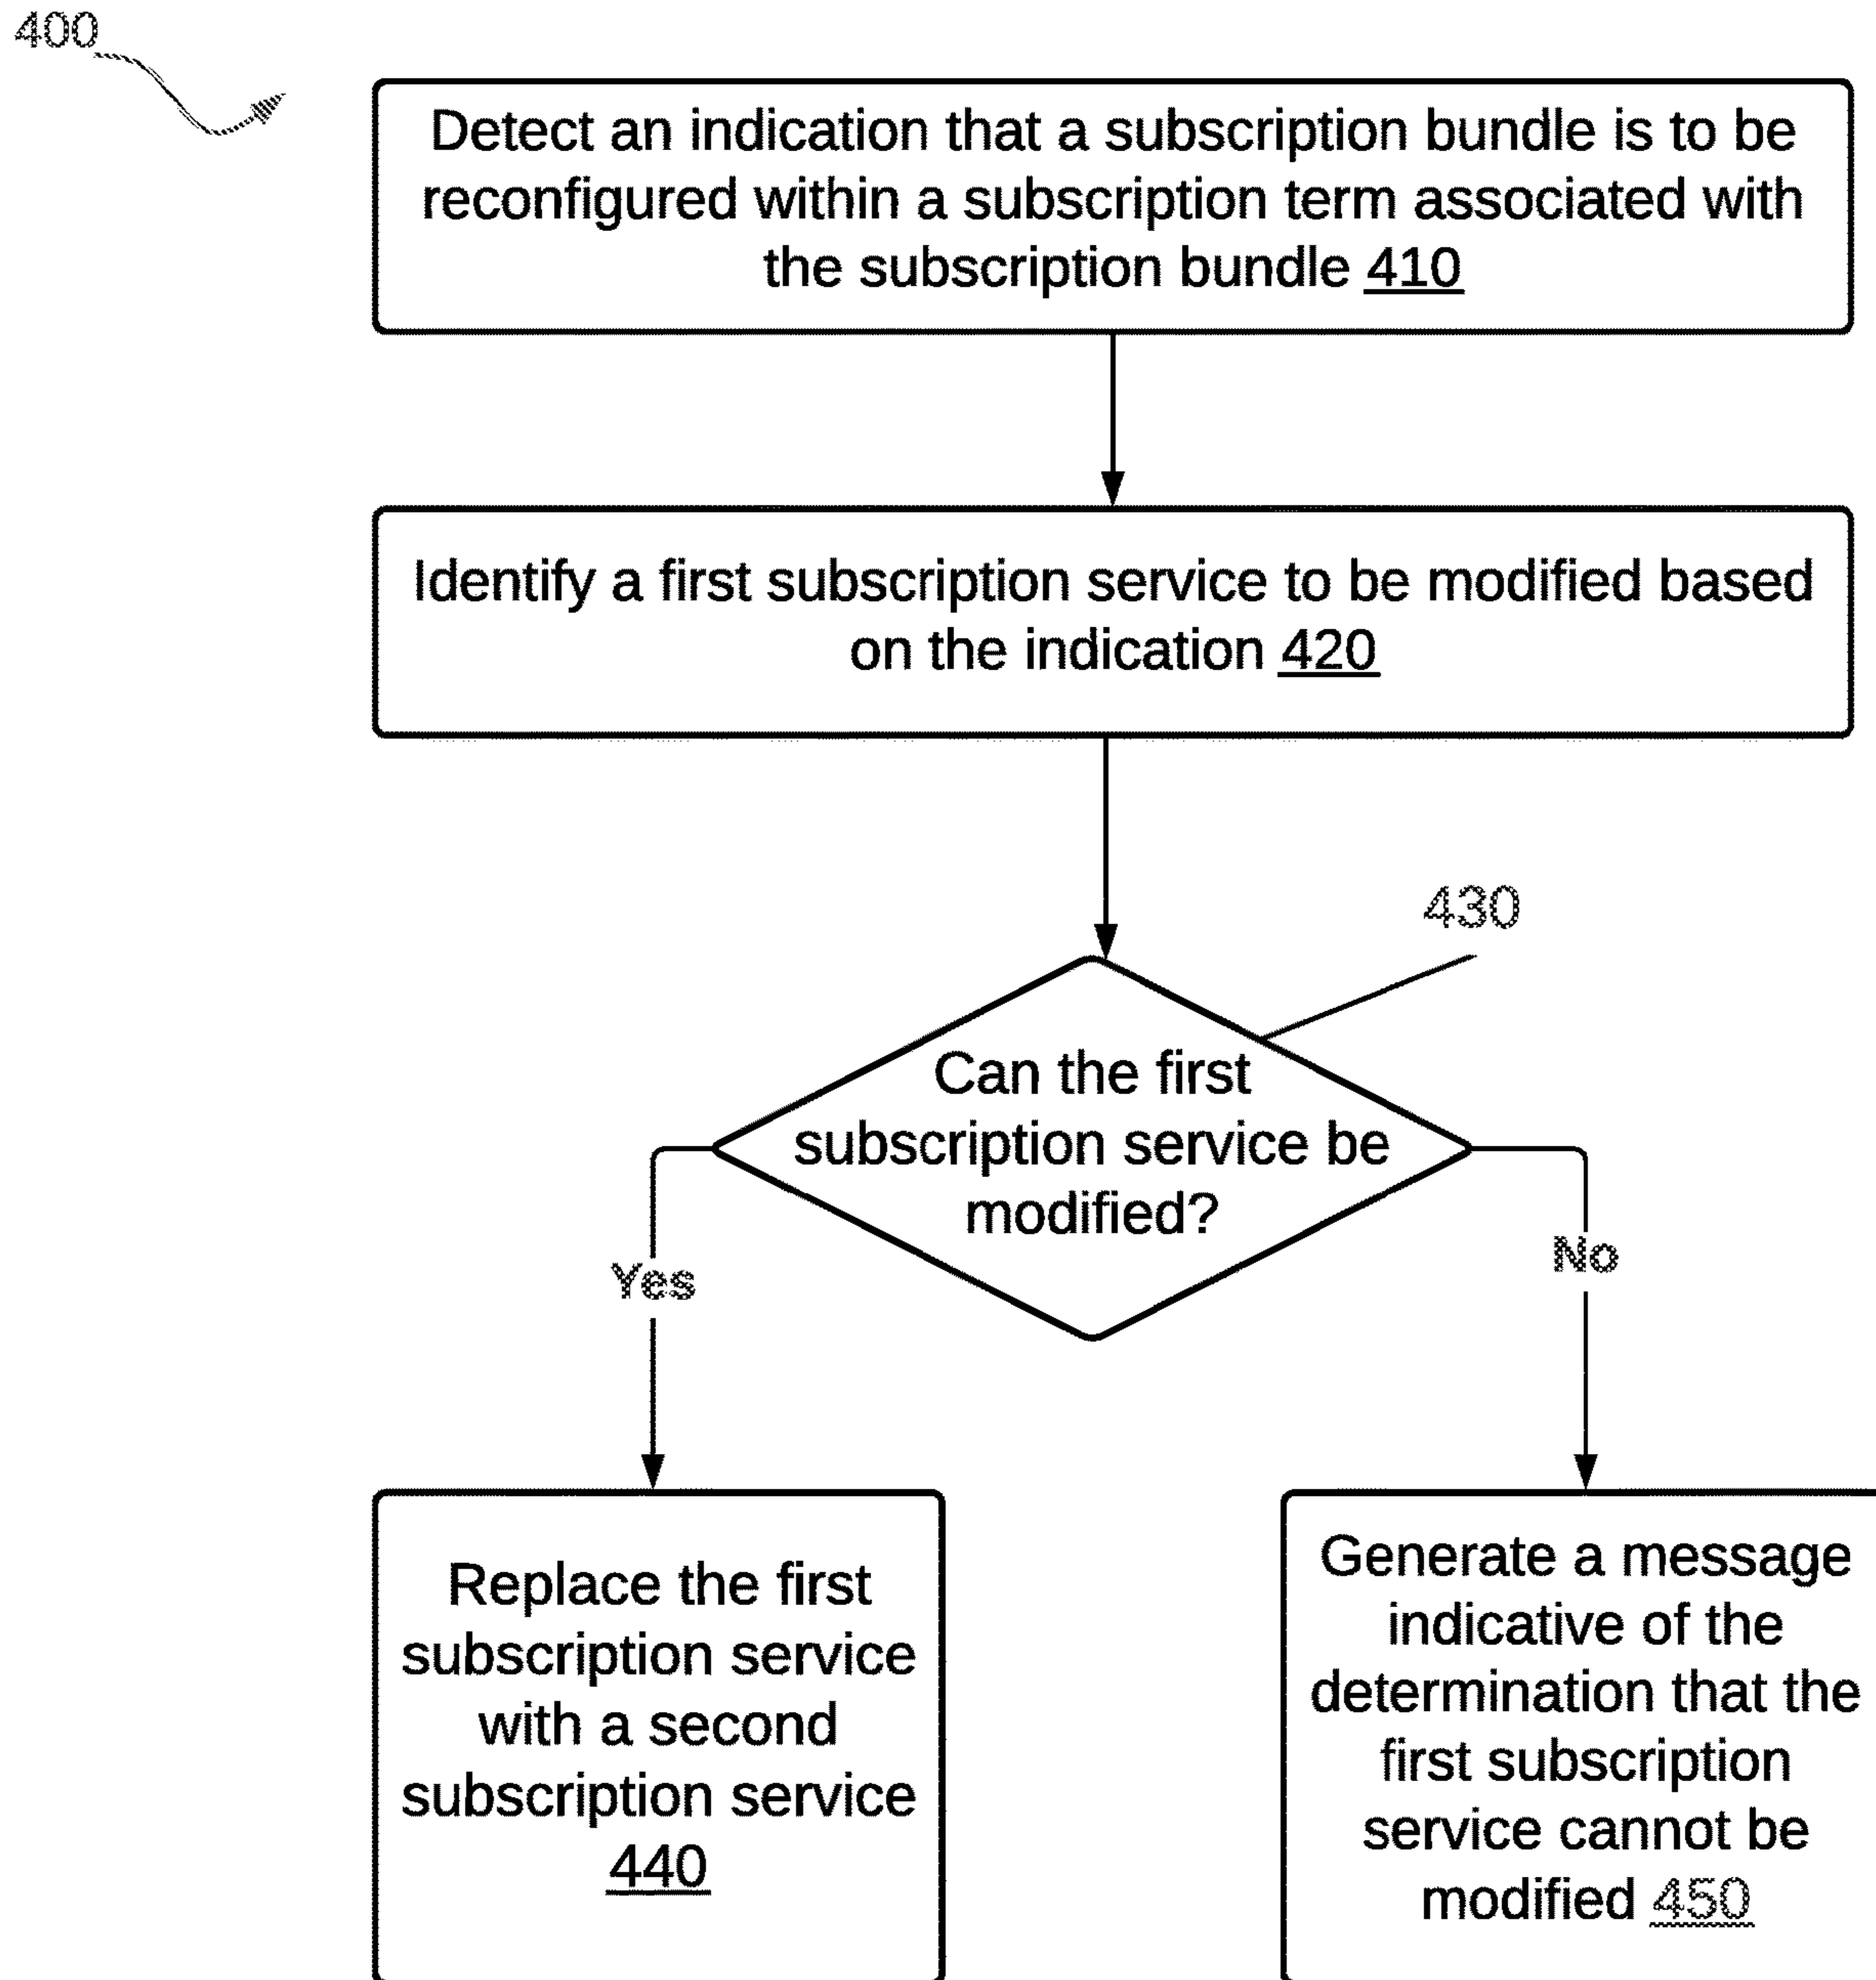 400
Detect an indication that a subscription bundle is to be
reconfigured within a subscription term associated with
the subscription bundle 410
Identify a first subscription service to be modified based
on the indication 420
430
Can the first
subscription service be
modified?
Yes
No
Replace the first
subscription service
with a second
subscription service
440
Generate a message
indicative of the
determination that the
first subscription
service cannot be
modified 450